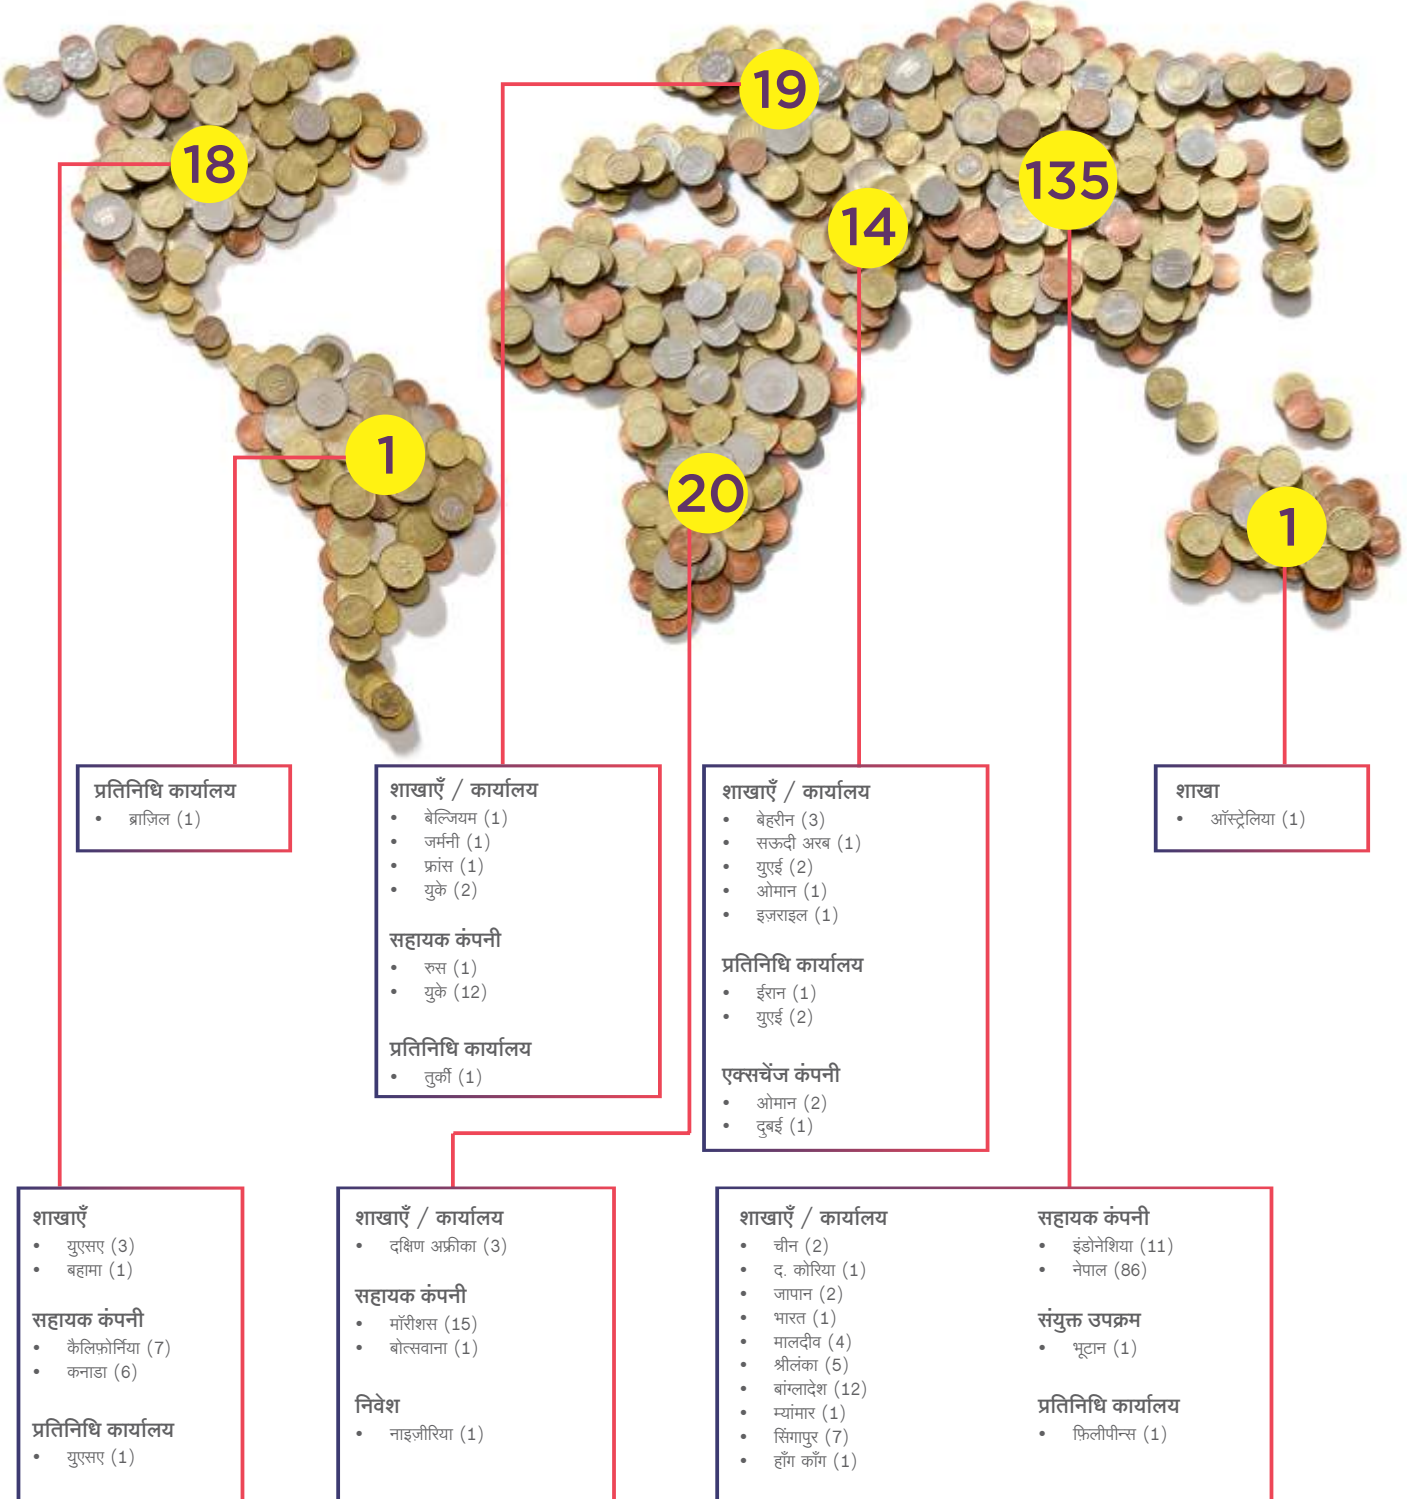 19
18
135
14
1
20
1
प्रतिनिधि कार्यालय
• ब्राज़िल (1)
शाखाएँ / कार्यालय
• बेल्जियम (1)
• जर्मनी (1)
• फ्रांस (1)
• युके (2)
सहायक कंपनी
• रुस (1)
• युके (12)
प्रतिनिधि कार्यालय
• तुर्की (1)
शाखाएँ / कार्यालय
• बेहरीन (3)
• सऊदी अरब (1)
• युएई (2)
• ओमान (1)
• इज़राइल (1)
प्रतिनिधि कार्यालय
• ईरान (1)
• युएई (2)
एक्सचेंज कंपनी
• ओमान (2)
• दुबई (1)
शाखा
• ऑस्ट्रेलिया (1)
शाखाएँ
• युएसए (3)
• बहामा (1)
सहायक कंपनी
• कैलिफ़ोर्निया (7)
• कनाडा (6)
प्रतिनिधि कार्यालय
• युएसए (1)
शाखाएँ / कार्यालय
• दक्षिण अफ्रीका (3)
सहायक कंपनी
• मॉरीशस (15)
• बोत्सवाना (1)
निवेश
• नाइज़ीरिया (1)
शाखाएँ / कार्यालय
• चीन (2)
• द. कोरिया (1)
• जापान (2)
• भारत (1)
• मालदीव (4)
• श्रीलंका (5)
• बांग्लादेश (12)
• म्यांमार (1)
• सिंगापुर (7)
• हाँग काँग (1)
सहायक कंपनी
• इंडोनेशिया (11)
• नेपाल (86)
संयुक्त उपक्रम
• भूटान (1)
प्रतिनिधि कार्यालय
• फ़िलीपीन्स (1)